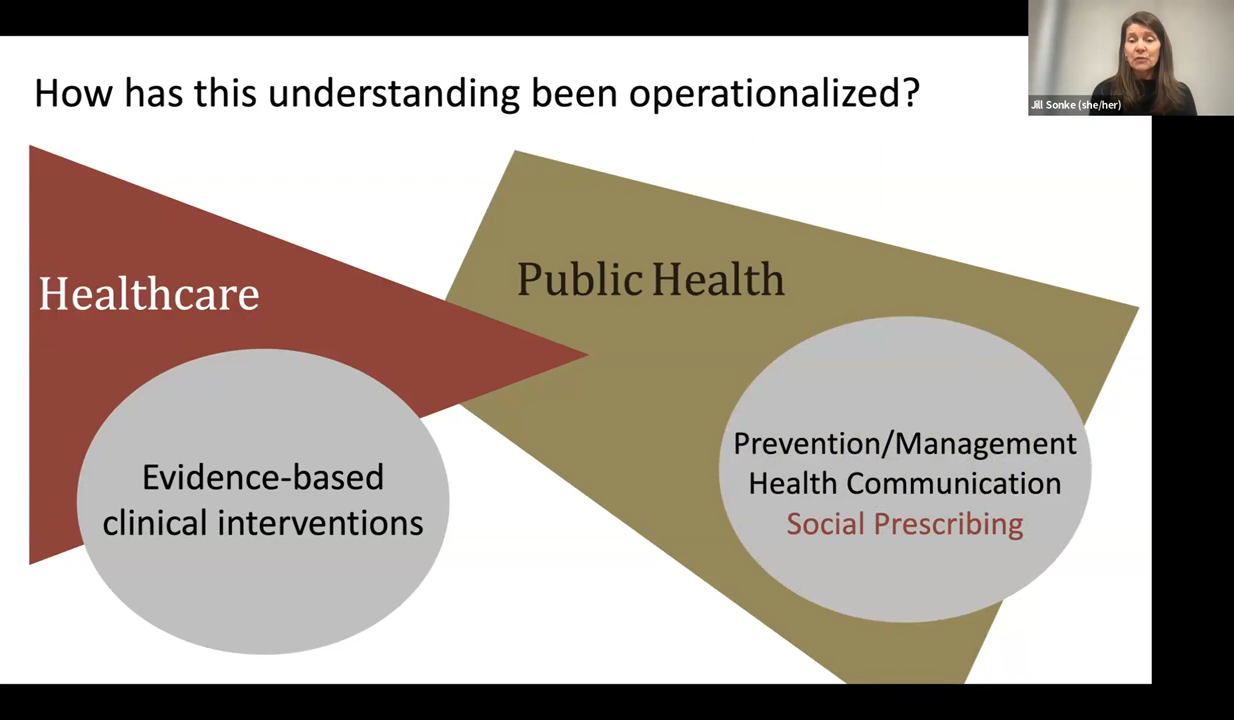 How has this understanding been operationalized?
Jill Sonke (she/her)
Healthcare
Public Health
Evidence-based
clinical interventions
Prevention/Management
Health Communication
Social Prescribing